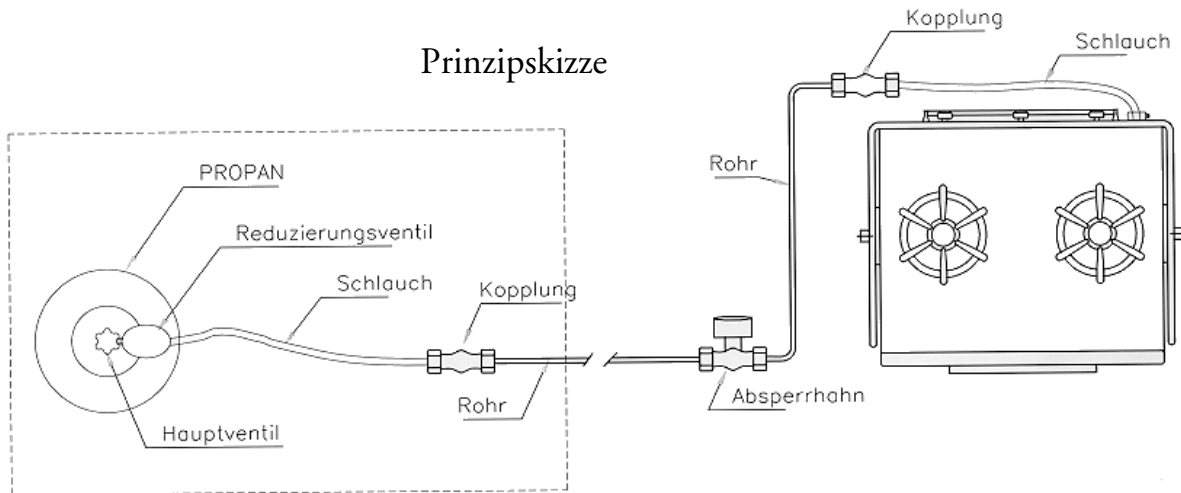 Kopplung
Schlauch
Prinzipskizze
Rohr
PROPAN
Reduzierungsventil
Schlauch
Kopplung
Absperrhahn
Rohr
Hauptventil